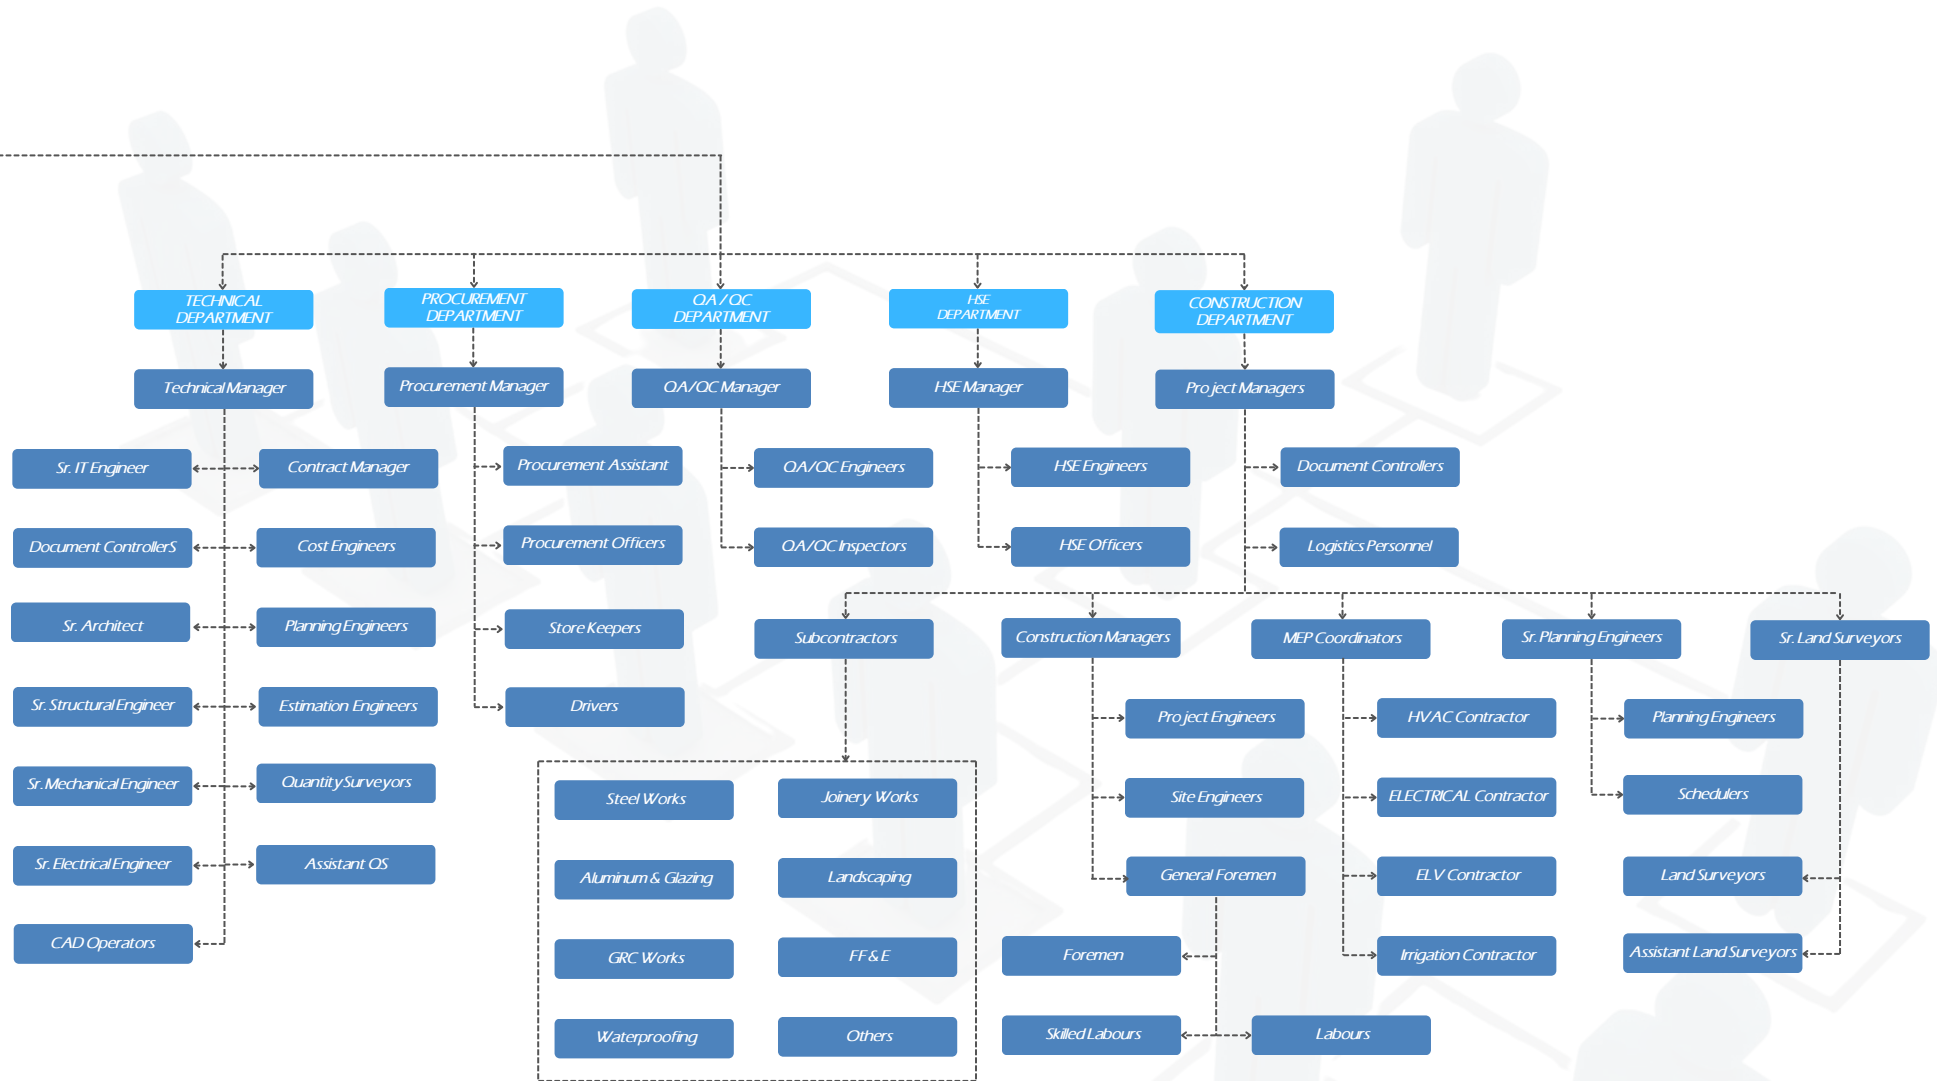 TECHNICAL
DEPARTMENT
PROCUREMENT
DEPARTMENT
QA / QC
DEPARTMENT
HSE
DEPARTMENT
CONSTRUCTION
DEPARTMENT
Technical Manager
Procurement Manager
QA/QC Manager
HSE Manager
Project Managers
Sr. IT Engineer
Contract Manager
Procurement Assistant
QA/QC Engineers
HSE Engineers
Document Controllers
Document ControllerS
Cost Engineers
Procurement Officers
QA/QC Inspectors
HSE Officers
Logistics Personnel
Sr. Architect
Planning Engineers
Store Keepers
Subcontractors
Construction Managers
MEP Coordinators
Sr. Planning Engineers
Sr. Land Surveyors
Sr. Structural Engineer
Estimation Engineers
Drivers
Project Engineers
HVAC Contractor
Planning Engineers
Sr. Mechanical Engineer
Quantity Surveyors
Steel Works
Joinery Works
Site Engineers
ELECTRICAL Contractor
Schedulers
Sr. Electrical Engineer
Assistant QS
Aluminum & Glazing
Landscaping
General Foremen
ELV Contractor
Land Surveyors
CAD Operators
GRC Works
FF & E
Foremen
Irrigation Contractor
Assistant Land Surveyors
Waterproofing
Others
Skilled Labours
Labours